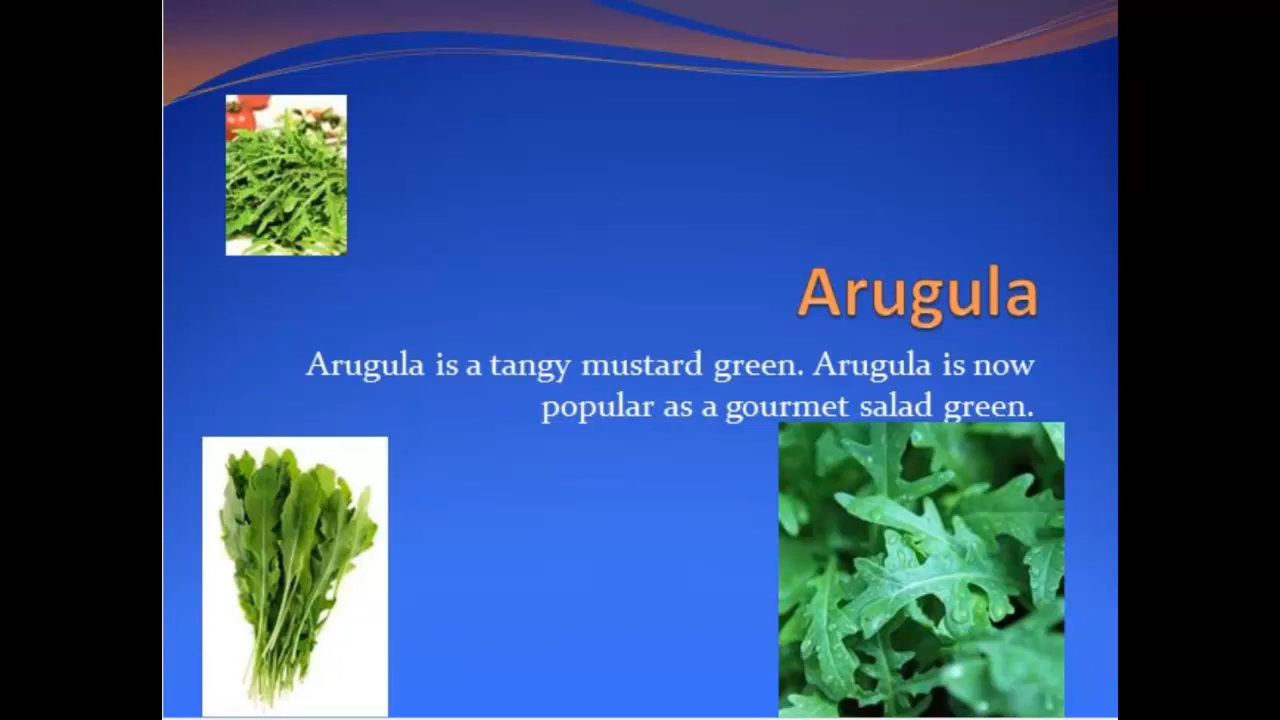 Arugula
Arugula is a tangy mustard green. Arugula is now
popular as a gourmet salad green.